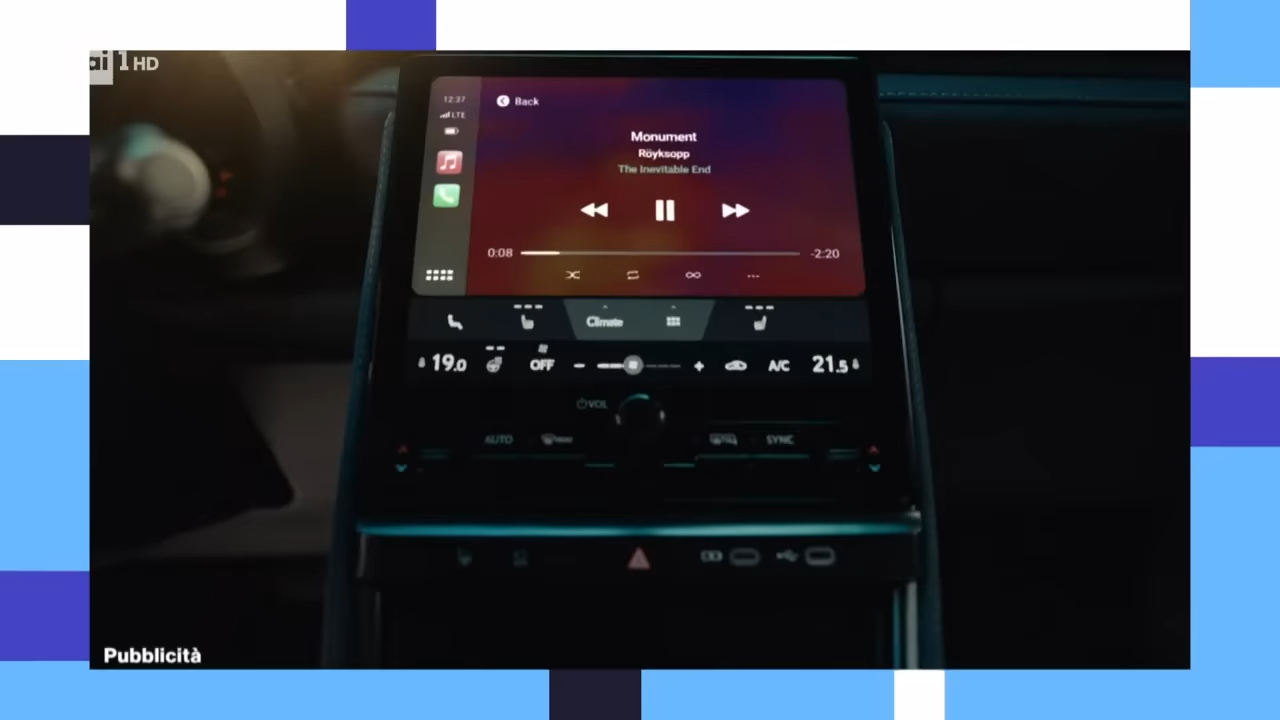 ai 1 HD
12:37
LTE
Back
Monument
Röyksopp
The Inevitable End
0:08
-2:20
Climate
19.0
OFF
A/C
21.5
VOL
AUTO
SYNC
Pubblicità